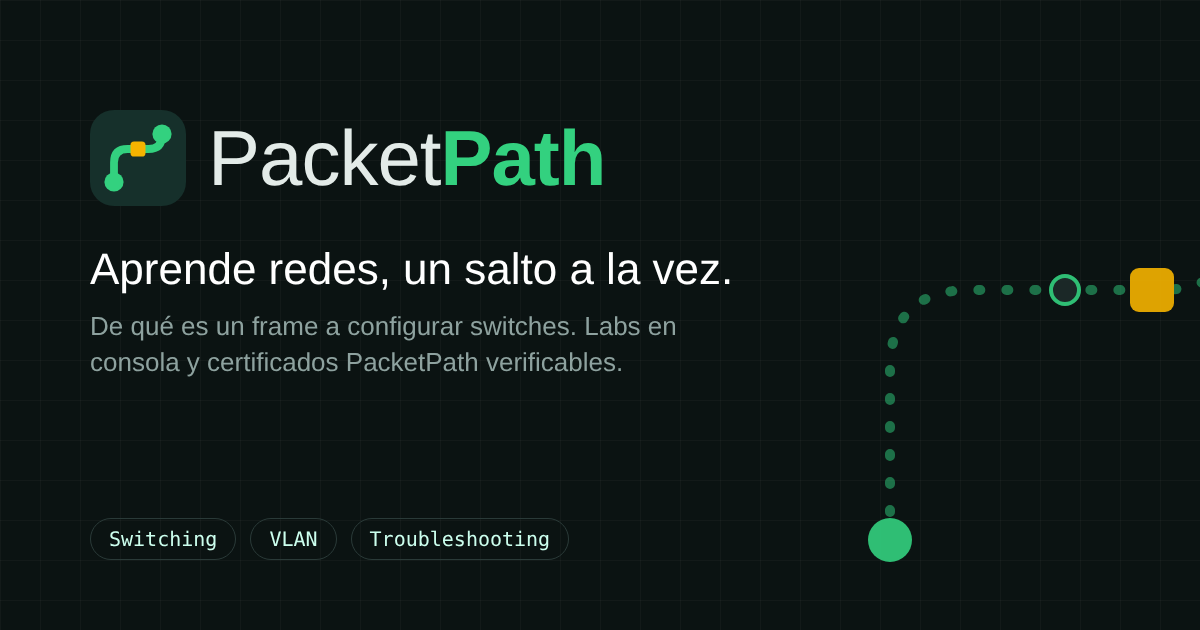 PacketPath
Aprende redes, un salto a la vez.
De qué es un frame a configurar switches. Labs en
consola y certificados PacketPath verificables.
Switching
VLAN
Troubleshooting